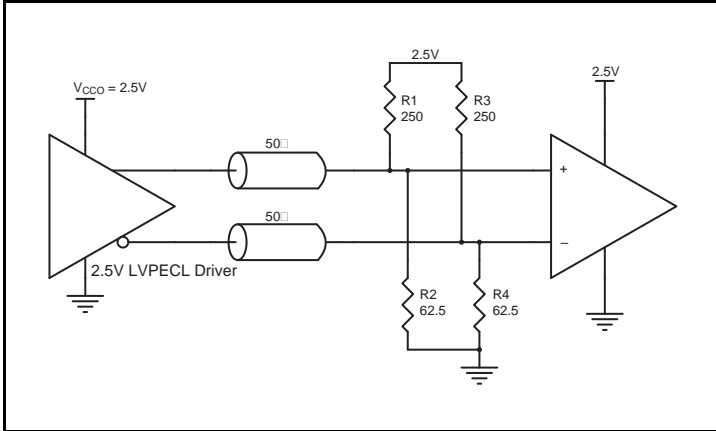 2.5V
V_CCO = 2.5V
2.5V
R1
250
R3
250
50□
+
50□
−
2.5V LVPECL Driver
R2
62.5
R4
62.5